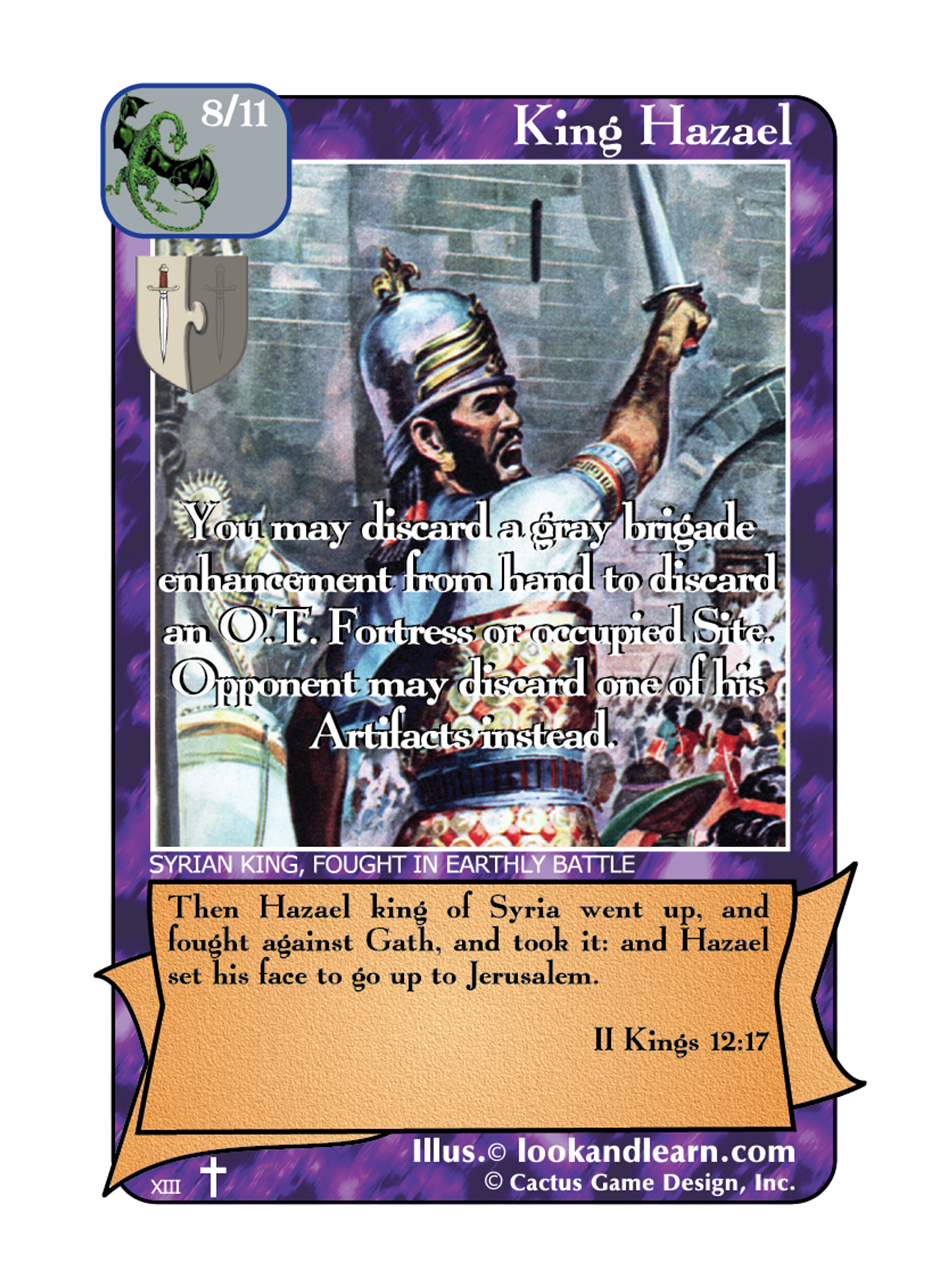 8/11
King Hazael
You may discard a gray brigade
enhancement from hand to discard
an O.T. Fortress or occupied Site.
Opponent may discard one of his
Artifacts instead.
SYRIAN KING, FOUGHT IN EARTHLY BATTLE
Then Hazael king of Syria went up, and
fought against Gath, and took it: and Hazael
set his face to go up to Jerusalem.
II Kings 12:17
Illus.© lookandlearn.com
XIII
© Cactus Game Design, Inc.